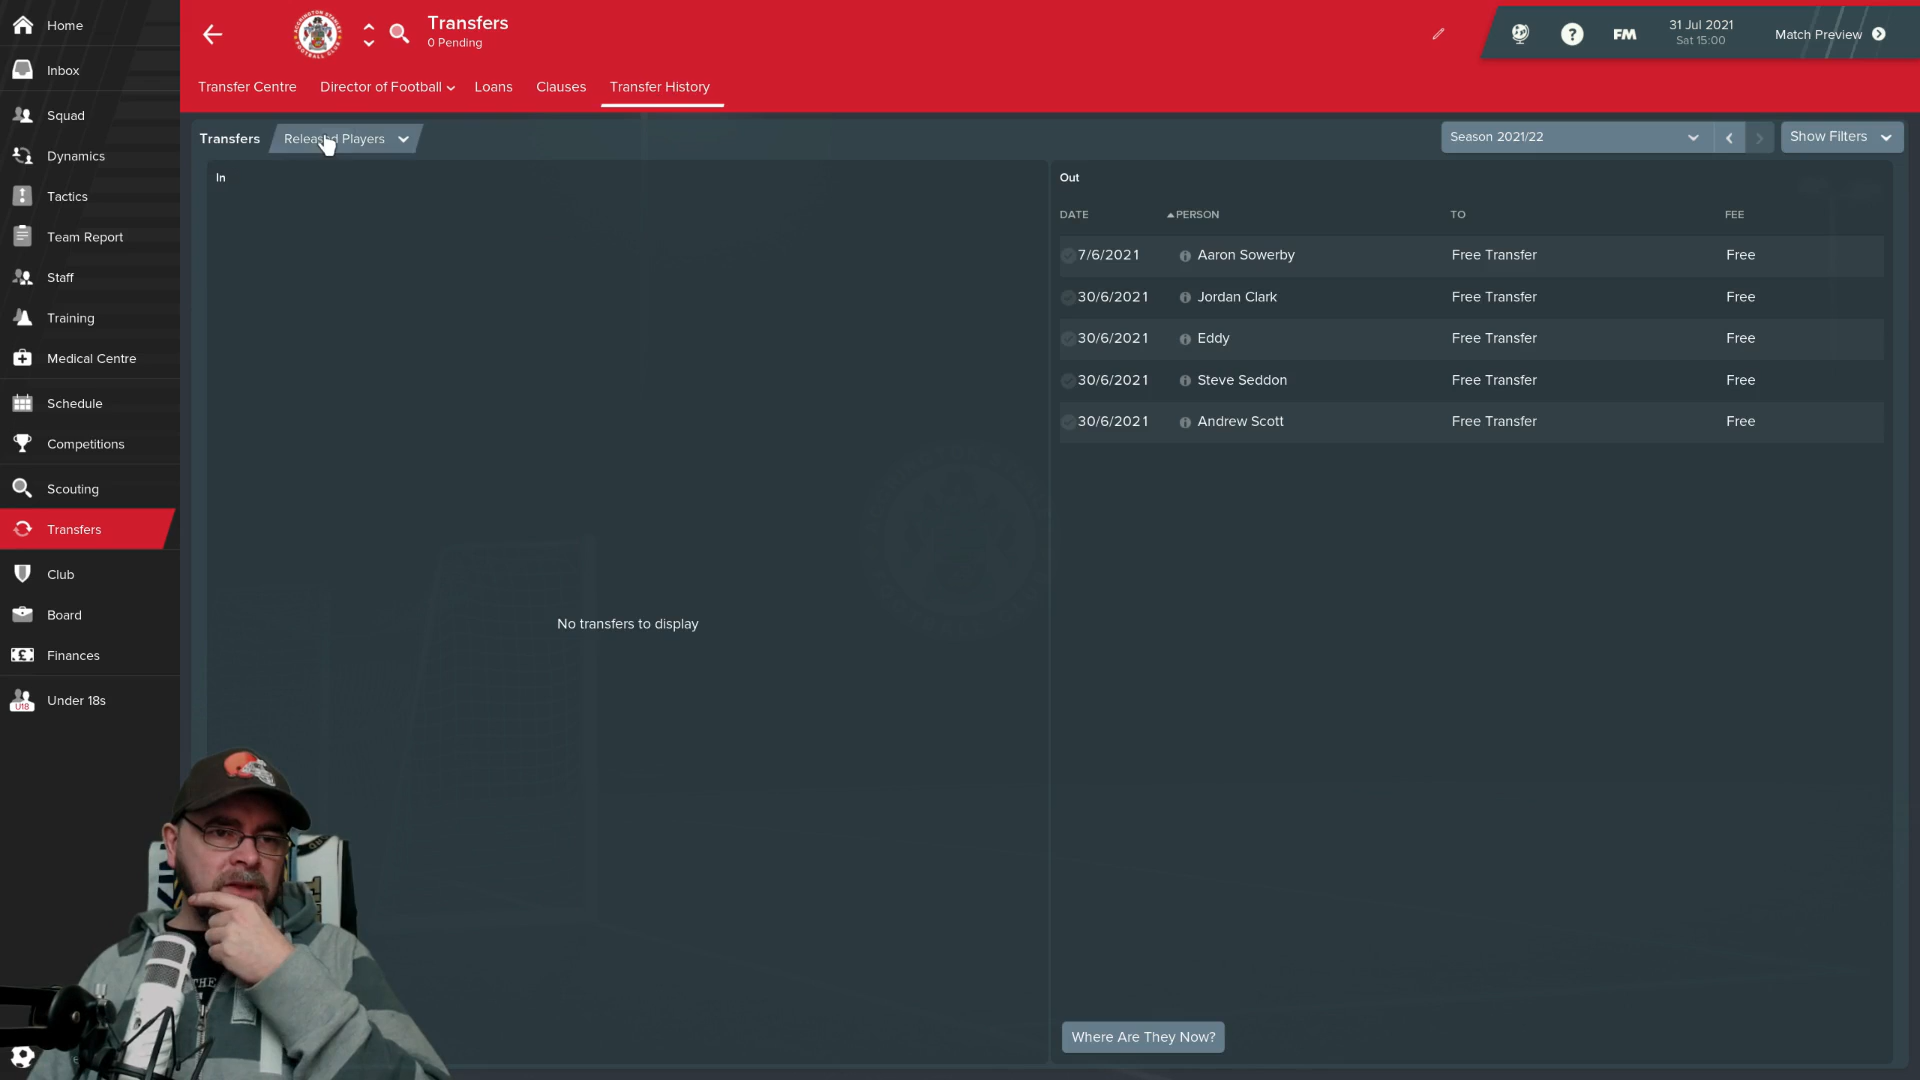 Home
Inbox
Squad
Dynamics
Tactics
Team Report
Staff
Training
Medical Centre
Schedule
Competitions
Scouting
Transfers
Club
Board
Finances
U18
Under 18s
Transfers
0 Pending
FM
31 Jul 2021
Sat 15:00
Match Preview
Transfer Centre
Director of Football
Loans
Clauses
Transfer History
Transfers
Released Players
Season 2021/22
Show Filters
In
No transfers to display
Out
DATE PERSON TO FEE
7/6/2021 Aaron Sowerby Free Transfer Free
30/6/2021 Jordan Clark Free Transfer Free
30/6/2021 Eddy Free Transfer Free
30/6/2021 Steve Seddon Free Transfer Free
30/6/2021 Andrew Scott Free Transfer Free
Where Are They Now?
THE